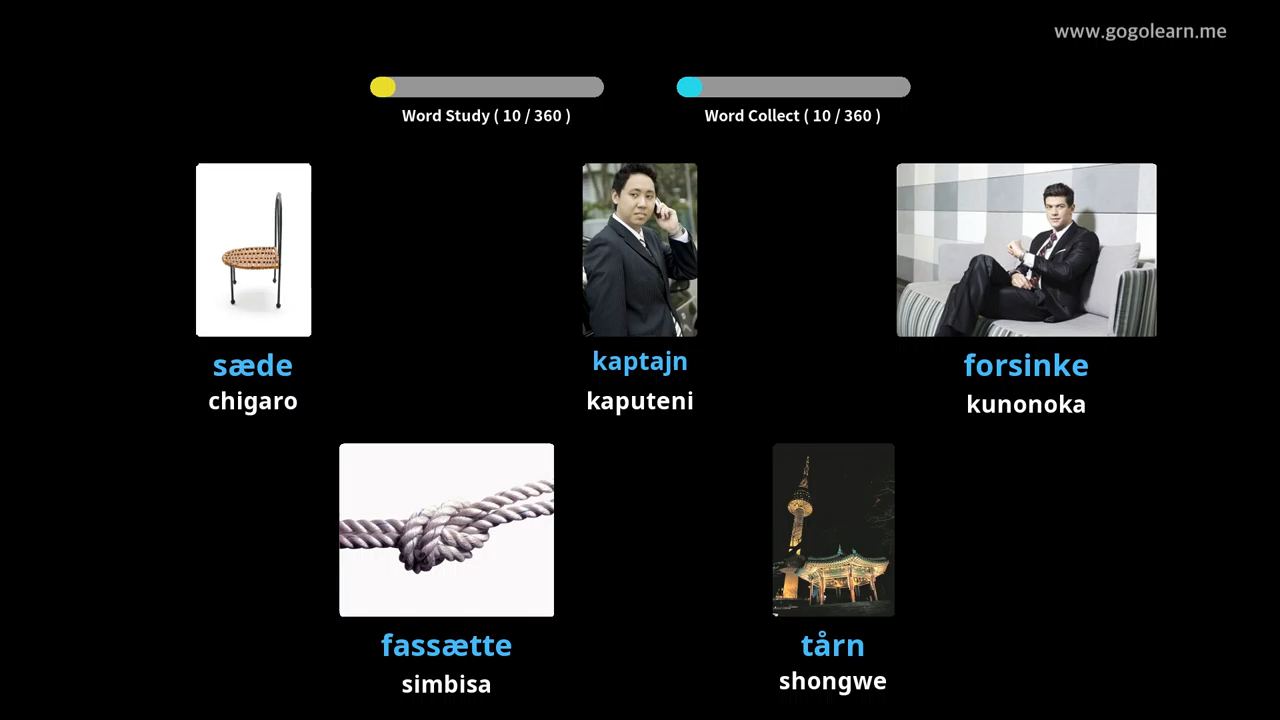 www.gogolearn.me
Word Study ( 10 / 360 )
Word Collect ( 10 / 360 )
sæde
chigaro
kaptajn
kaputeni
forsinke
kunonoka
fassætte
simbisa
tårn
shongwe